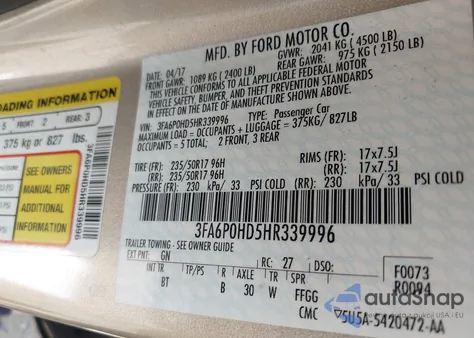 MFD. BY FORD MOTOR CO.
DATE: 04/17 GVWR: 2041 KG (4500 LB)
FRONT GAWR: 1089 KG (2400 LB) REAR GAWR: 975 KG (2150 LB)
THIS VEHICLE CONFORMS TO ALL APPLICABLE FEDERAL MOTOR
VEHICLE SAFETY, BUMPER, AND THEFT PREVENTION STANDARDS
IN EFFECT ON THE DATE OF MANUFACTURE SHOWN ABOVE.
VEHICLE: 3FA6P0HD5HR339996 TYPE: Passenger Car
MAXIMUM LOAD = OCCUPANTS + LUGGAGE = 375KG / 827LB
OCCUPANTS = 5 TOTAL: 2 FRONT, 3 REAR
TIRE (FR): 235/50R17 96H RIMS (FR): 17x7.5J
(RR): 235/50R17 96H (RR): 17x7.5J
PRESSURE (FR): 230 kPa/ 33 PSI COLD (RR): 230 kPa/ 33 PSI COLD
3FA6P0HD5HR339996
TRAILER TOWING - SEE OWNER GUIDE
EXT PNT: GN RC: 27 DSO: F0073
INT TR TP/PS R AXLE TR SPR R0094
BT B 30 W FFGG
CMC 5U5A-5420472-AA
LOADING INFORMATION
5 FRONT: 2 REAR: 3
375 kg or 827 lbs.
SEE OWNERS
MANUAL FOR
ADDITIONAL
INFORMATION
3FA6P0HD5HR339996
autoshap